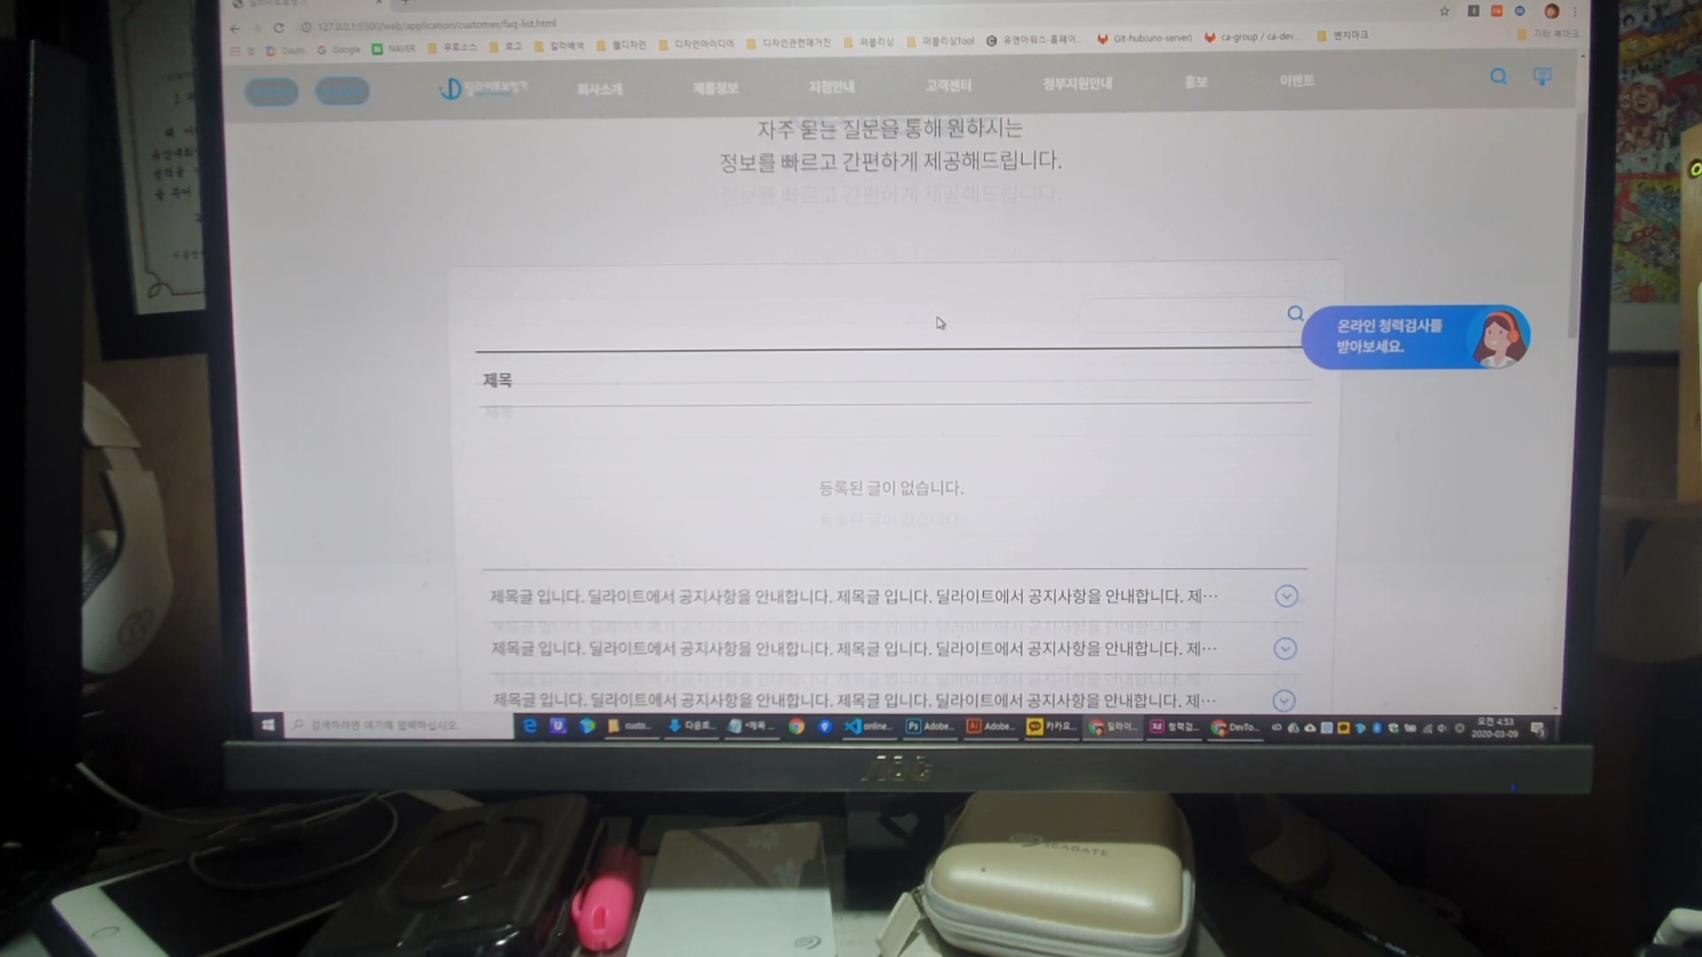 127.0.0.1:5500/web/application/customer/faq-list.html
Daum
Google
NAVER
무료소스
로고
칼라배색
웹디자인
디자인아이디어
디자인관련매거진
퍼블리싱
퍼블리싱Tool
유앤아워스-홈페이..
Git-hub(uno-server)
ca-group / ca-dev...
벤치마크
기타 북마크
딜라이트보청기
회사소개
제품정보
지점안내
고객센터
정부지원안내
홍보
이벤트
자주 묻는 질문을 통해 원하시는
정보를 빠르고 간편하게 제공해드립니다.
온라인 청력검사를
받아보세요.
제목
등록된 글이 없습니다.
제목글 입니다. 딜라이트에서 공지사항을 안내합니다. 제목글 입니다. 딜라이트에서 공지사항을 안내합니다. 제…
제목글 입니다. 딜라이트에서 공지사항을 안내합니다. 제목글 입니다. 딜라이트에서 공지사항을 안내합니다. 제…
제목글 입니다. 딜라이트에서 공지사항을 안내합니다. 제목글 입니다. 딜라이트에서 공지사항을 안내합니다. 제…
검색하려면 여기에 입력하십시오.
custo...
다운로...
*제목 ...
online...
Adobe...
Adobe...
카카오...
딜라이...
청력검...
DevTo...
오전 4:53
2020-03-09
AOC
SEAGATE